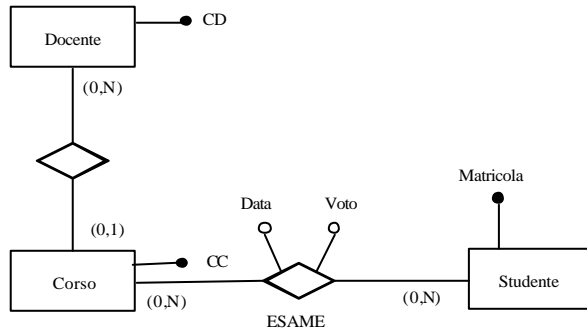 CD
Docente
(0,N)
Matricola
Data
Voto
(0,1)
CC
Corso
Studente
(0,N)
(0,N)
ESAME